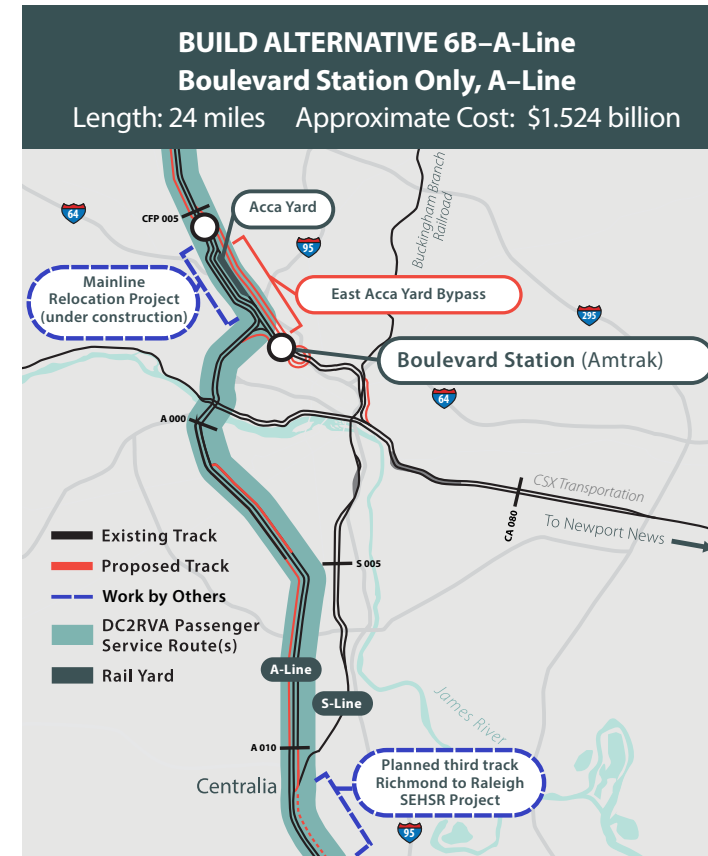 BUILD ALTERNATIVE 6B–A-Line
Boulevard Station Only, A–Line
Length: 24 miles Approximate Cost: $1.524 billion
Buckingham Branch
Railroad
64
CFP 005
Acca Yard
95
Mainline
Relocation Project
(under construction)
East Acca Yard Bypass
295
Boulevard Station (Amtrak)
64
A 000
CSX Transportation
CA 080
To Newport News
Existing Track
Proposed Track
Work by Others
DC2RVA Passenger
Service Route(s)
Rail Yard
S 005
A-Line
S-Line
James River
A 010
Centralia
Planned third track
Richmond to Raleigh
SEHSR Project
95